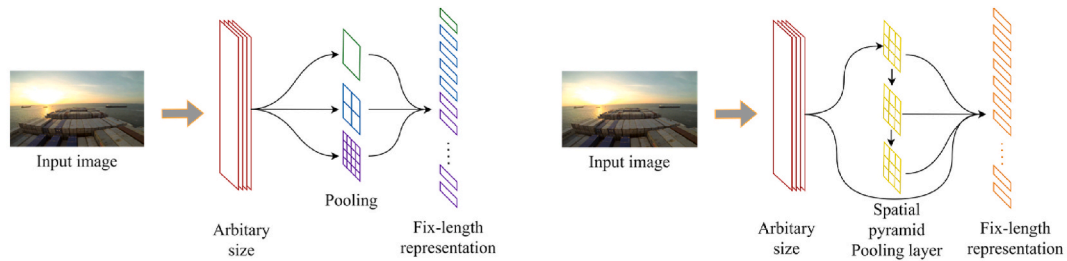 Input image
Arbitary
size
Pooling
Fix-length
representation
Input image
Arbitary
size
Spatial
pyramid
Pooling layer
Fix-length
representation